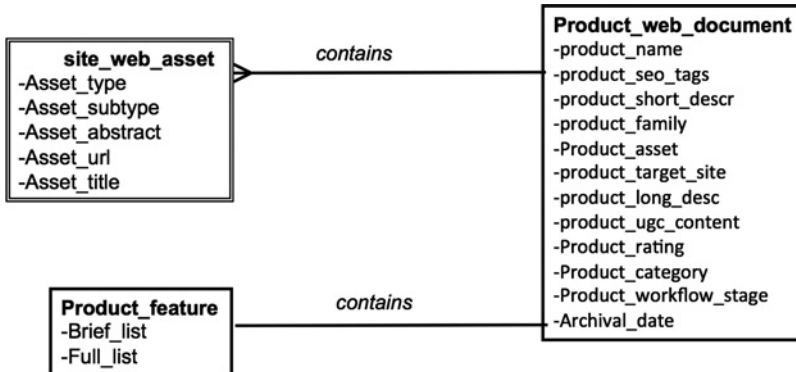 site_web_asset
-Asset_type
-Asset_subtype
-Asset_abstract
-Asset_url
-Asset_title
contains
Product_web_document
-product_name
-product_seo_tags
-product_short_descr
-product_family
-Product_asset
-product_target_site
-product_long_desc
-product_ugc_content
-Product_rating
-Product_category
-Product_workflow_stage
-Archival_date
Product_feature
-Brief_list
-Full_list
contains